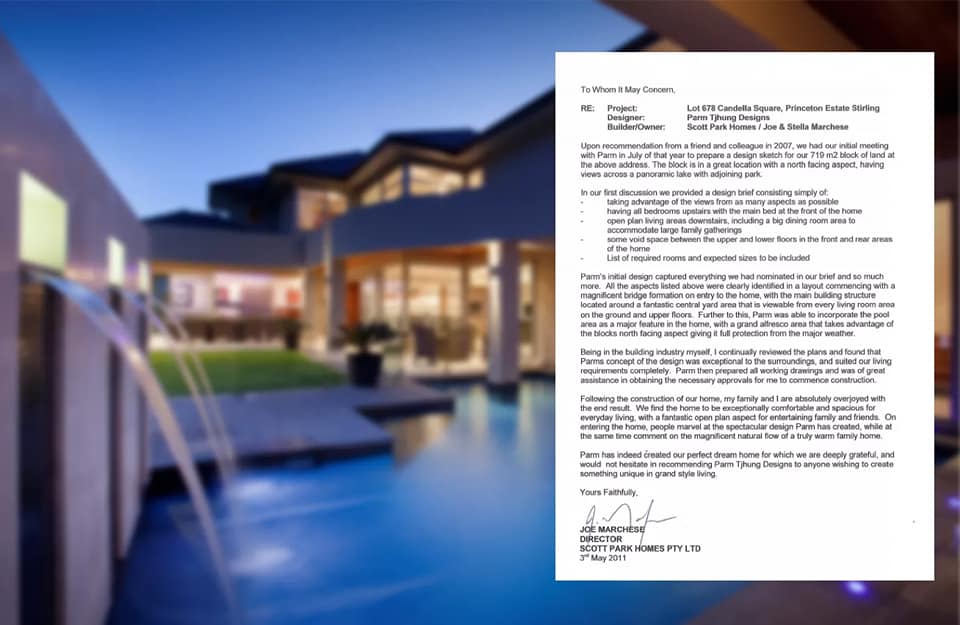 To Whom It May Concern,
RE: Project: Lot 678 Candella Square, Princeton Estate Stirling
Designer: Parm Tjhung Designs
Builder/Owner: Scott Park Homes / Joe & Stella Marchese
Upon recommendation from a friend and colleague in 2007, we had our initial meeting
with Parm in July of that year to prepare a design sketch for our 719 m2 block of land at
the above address. The block is in a great location with a north facing aspect, having
views across a panoramic lake with adjoining park.
In our first discussion we provided a design brief consisting simply of:
- taking advantage of the views from as many aspects as possible
- having all bedrooms upstairs with the main bed at the front of the home
- open plan living areas downstairs, including a big dining room area to
accommodate large family gatherings
- some void space between the upper and lower floors in the front and rear areas
of the home
- List of required rooms and expected sizes to be included
Parm's initial design captured everything we had nominated in our brief and so much
more. All the aspects listed above were clearly identified in a layout commencing with a
magnificent bridge formation on entry to the home, with the main building structure
located around a fantastic central yard area that is viewable from every living room area
on the ground and upper floors. Further to this, Parm was able to incorporate the pool
area as a major feature in the home, with a grand alfresco area that takes advantage of
the blocks north facing aspect giving it full protection from the major weather.
Being in the building industry myself, I continually reviewed the plans and found that
Parms concept of the design was exceptional to the surroundings, and suited our living
requirements completely. Parm then prepared all working drawings and was of great
assistance in obtaining the necessary approvals for me to commence construction.
Following the construction of our home, my family and I are absolutely overjoyed with
the end result. We find the home to be exceptionally comfortable and spacious for
everyday living, with a fantastic open plan aspect for entertaining family and friends. On
entering the home, people marvel at the spectacular design Parm has created, while at
the same time comment on the magnificent natural flow of a truly warm family home.
Parm has indeed created our perfect dream home for which we are deeply grateful, and
would not hesitate in recommending Parm Tjhung Designs to anyone wishing to create
something unique in grand style living.
Yours Faithfully,
JOE MARCHESE
DIRECTOR
SCOTT PARK HOMES PTY LTD
3rd May 2011